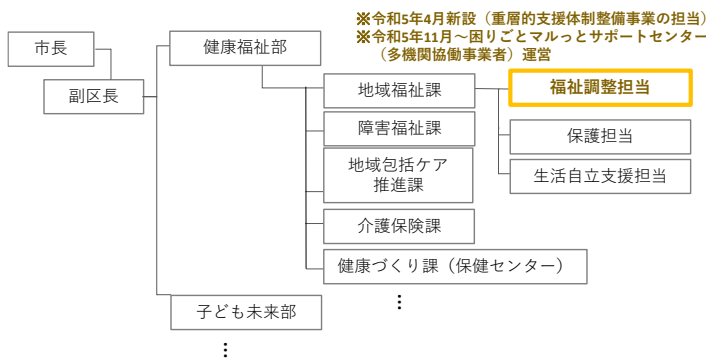 ※令和5年4月新設（重層的支援体制整備事業の担当）
※令和5年11月～困りごとマルっとサポートセンター
（多機関協働事業者）運営
市長
副区長
健康福祉部
地域福祉課
福祉調整担当
障害福祉課
保護担当
地域包括ケア
推進課
生活自立支援担当
介護保険課
健康づくり課（保健センター）
⋮
子ども未来部
⋮